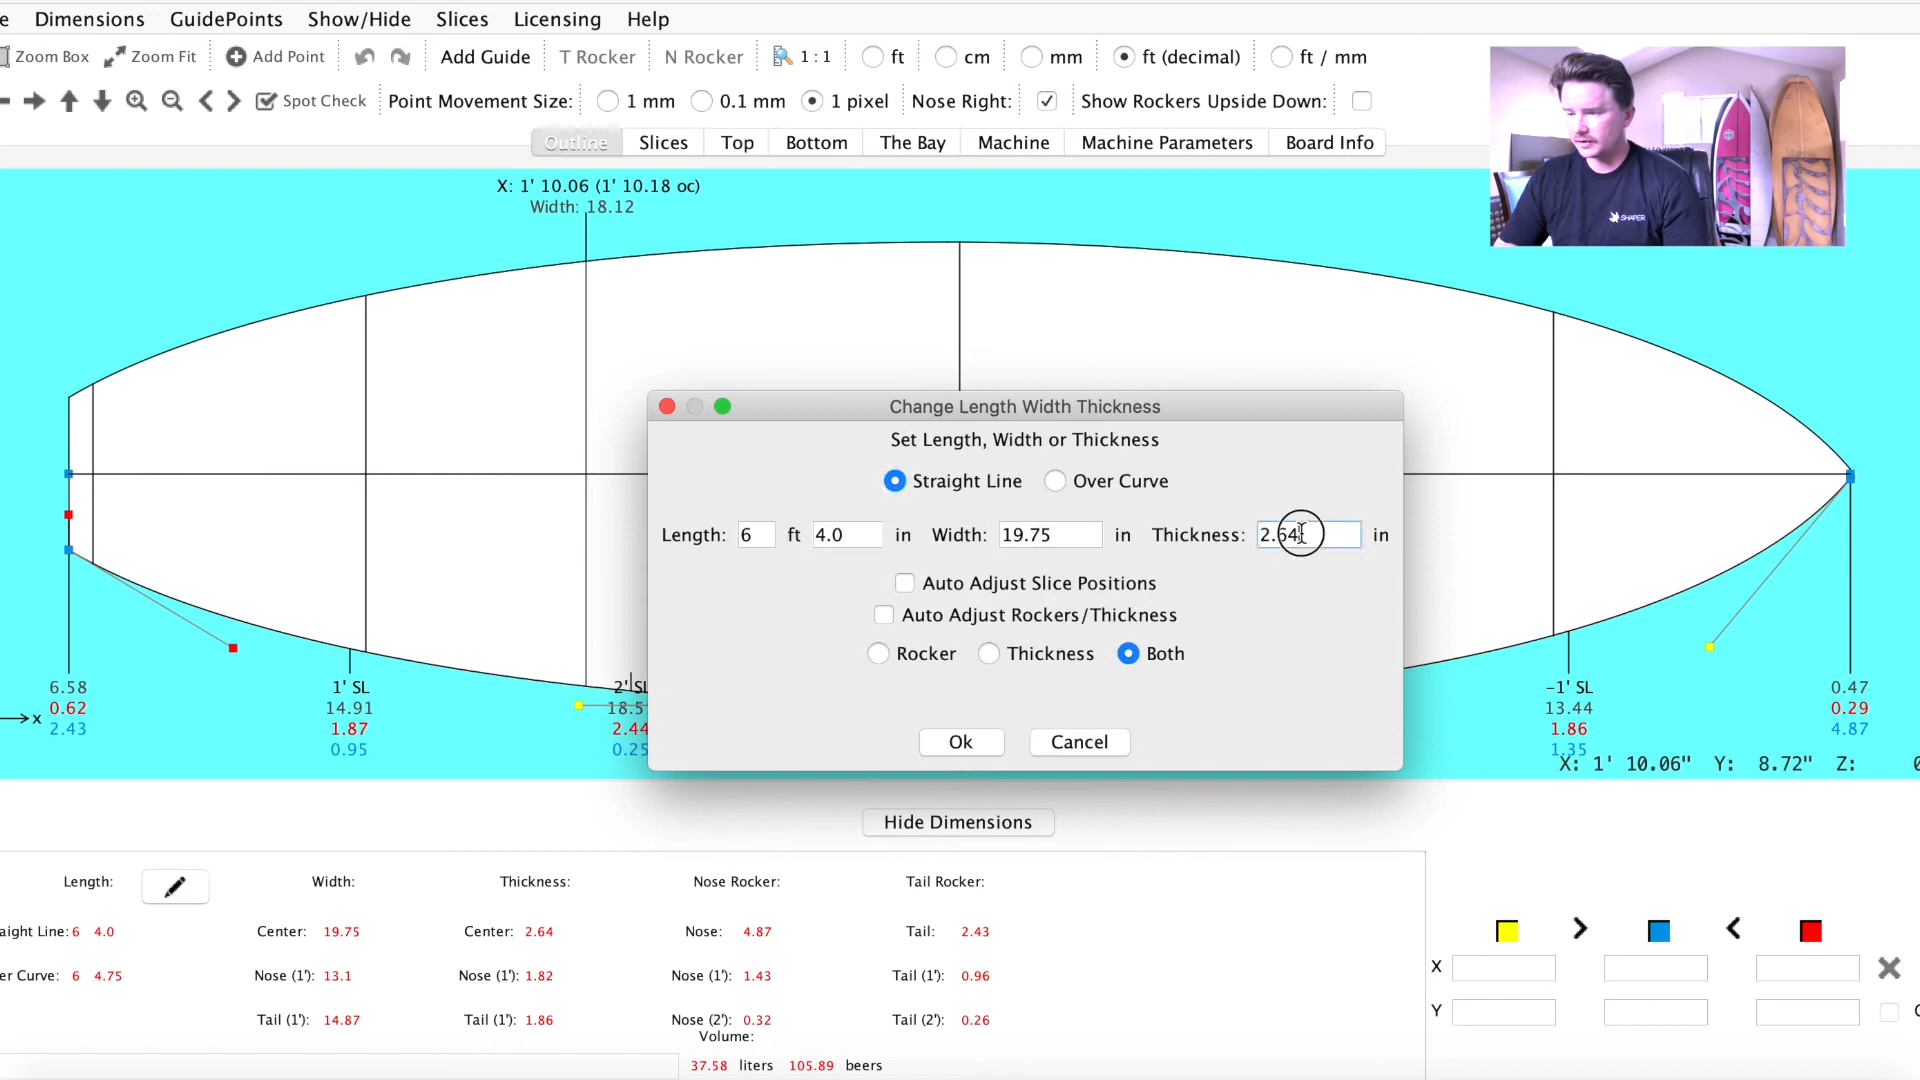 e Dimensions GuidePoints Show/Hide Slices Licensing Help
Zoom Box Zoom Fit Add Point Add Guide T Rocker N Rocker 1 : 1 ft cm mm ft (decimal) ft / mm
Spot Check Point Movement Size: 1 mm 0.1 mm 1 pixel Nose Right: Show Rockers Upside Down:
Outline Slices Top Bottom The Bay Machine Machine Parameters Board Info
X: 1' 10.06 (1' 10.18 oc)
Width: 18.12
SHAPER
Change Length Width Thickness
Set Length, Width or Thickness
Straight Line Over Curve
Length: 6 ft 4.0 in Width: 19.75 in Thickness: 2.64 in
Auto Adjust Slice Positions
Auto Adjust Rockers/Thickness
Rocker Thickness Both
Ok Cancel
6.58 1' SL 2' SL -1' SL 0.47
0.62 14.91 18.5 13.44 0.29
2.43 1.87 2.44 1.86 4.87
0.95 0.25 1.35
x
X: 1' 10.06" Y: 8.72" Z: 0
Hide Dimensions
Length: Width: Thickness: Nose Rocker: Tail Rocker:
aight Line: 6 4.0 Center: 19.75 Center: 2.64 Nose: 4.87 Tail: 2.43
er Curve: 6 4.75 Nose (1'): 13.1 Nose (1'): 1.82 Nose (1'): 1.43 Tail (1'): 0.96
Tail (1'): 14.87 Tail (1'): 1.86 Nose (2'): 0.32 Tail (2'): 0.26
Volume:
37.58 liters 105.89 beers
X
Y